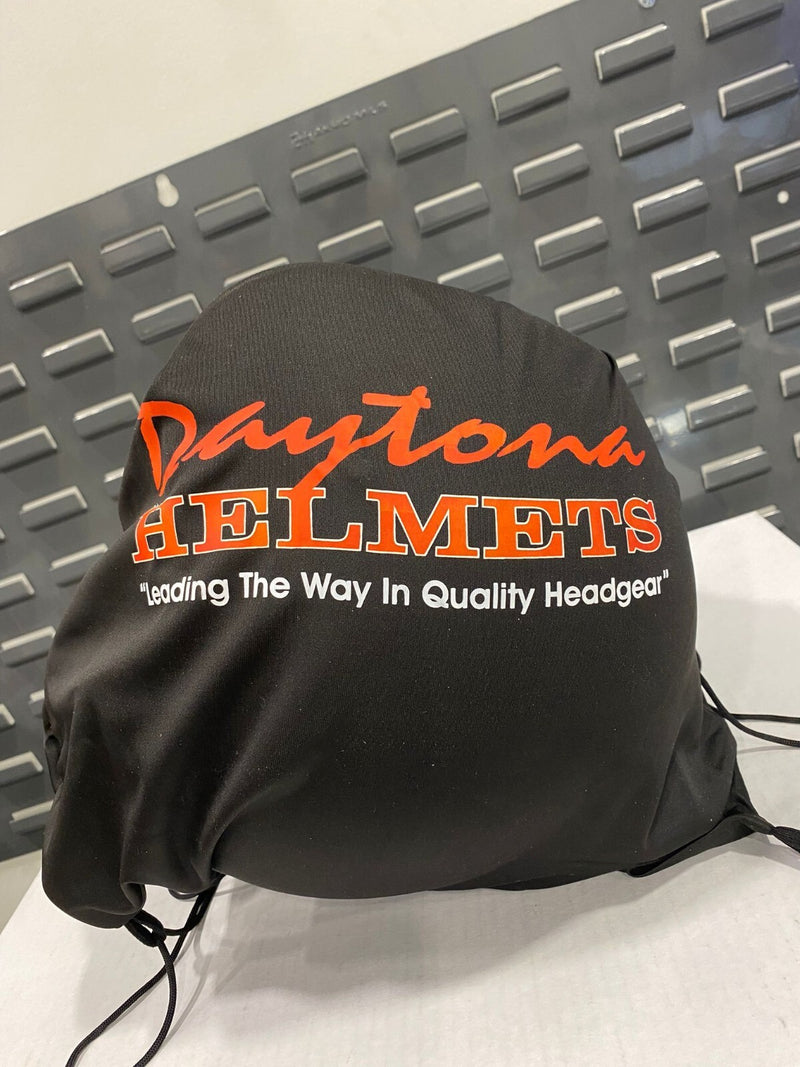 Daytona
HELMETS
"Leading The Way In Quality Headgear"